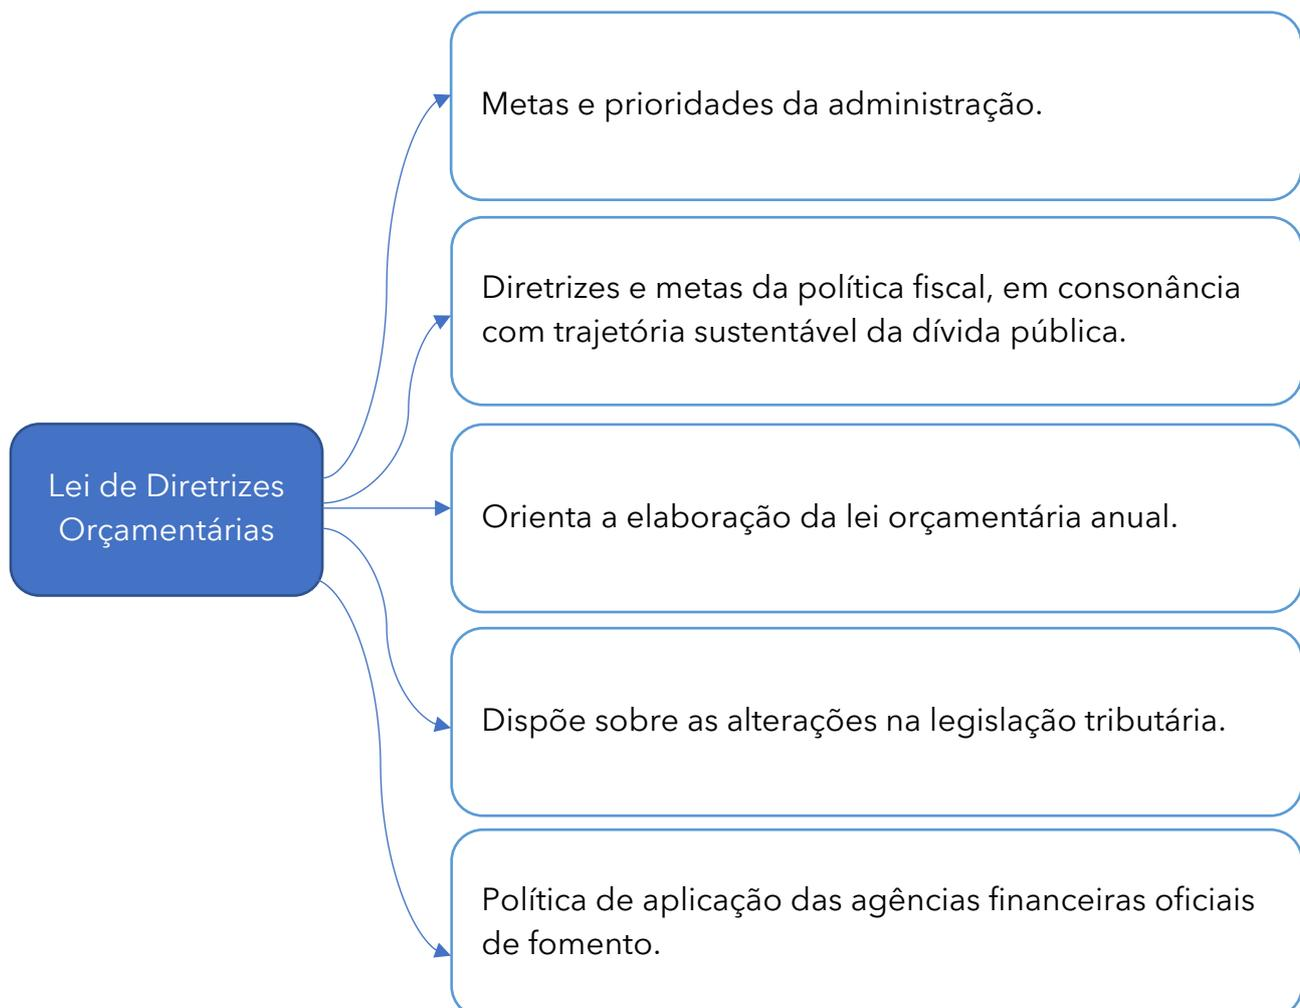 Metas e prioridades da administração.
Diretrizes e metas da política fiscal, em consonância
com trajetória sustentável da dívida pública.
Lei de Diretrizes
Orçamentárias
Orienta a elaboração da lei orçamentária anual.
Dispõe sobre as alterações na legislação tributária.
Política de aplicação das agências financeiras oficiais
de fomento.